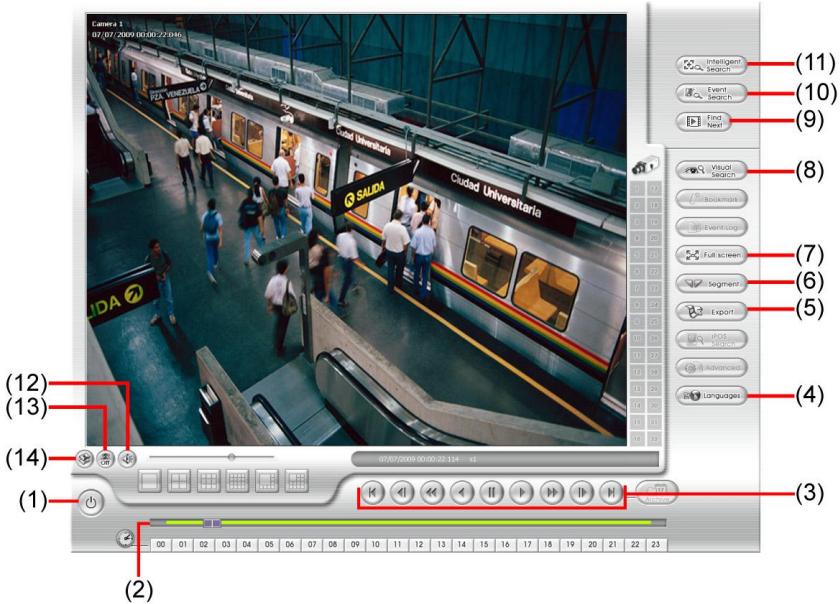 Camera 1
07/07/2009 00:00:22:046
Dirección
PZA. VENEZUELA
Ciudad Universitaria
SALIDA
Ciudad Universitaria
SALIDA
Intelligent Search (11)
Event Search (10)
Find Next (9)
Visual Search (8)
Bookmark
Event Log
Full screen (7)
Segment (6)
Export (5)
iPOS Search
Advanced
Languages (4)
(12)
(13)
(14)
Off
07/07/2009 00:00:22:114 x1
(1)
(3)
Archive
(2)
00 01 02 03 04 05 06 07 08 09 10 11 12 13 14 15 16 17 18 19 20 21 22 23